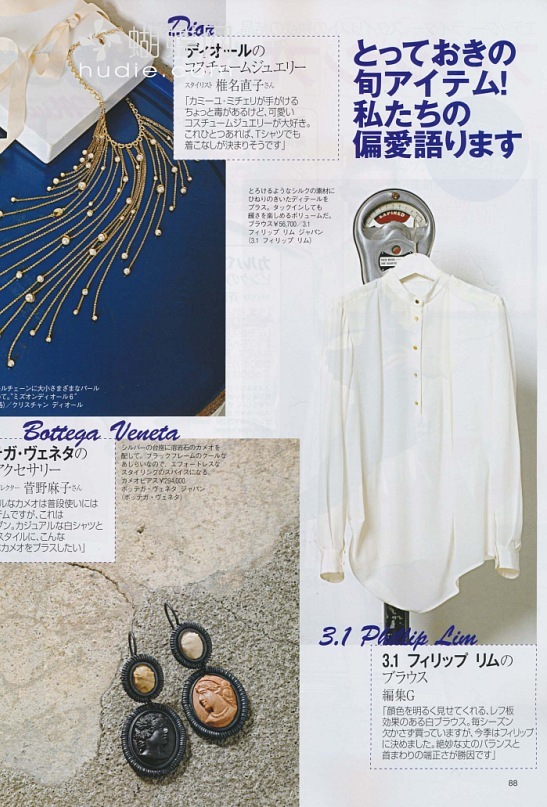 hudie.com
Dior
ディオールの
コスチュームジュエリー
スタイリスト 椎名直子さん
「カミーユ・ミチェリが手がける
ちょっと毒があるけど、可愛い
コスチュームジュエリーが大好き。
これひとつあれば、Tシャツでも
着こなしが決まりそうです」
とっておきの
旬アイテム!
私たちの
偏愛語ります
とろけるようなシルクの素材に
ひねりのきいたディテールを
プラス。タックインしても
軽さを楽しめるボリュームだ。
ブラウス¥56,700/3.1
フィリップ リム ジャパン
(3.1 フィリップ リム)
ルチェーンに大小さまざまなパール
て。“ミズオンディオール6”
/クリスチャン ディオール
Bottega Veneta
テガ・ヴェネタの
アクセサリー
レクター 菅野麻子さん
ルなカメオは普段使いには
テムですが、これは
ブン。カジュアルな白シャツと
スタイルに、こんな
カメオをプラスしたい」
シルバーの台座に溶岩石のカメオを
配して。ブラックフレームのクールな
あしらいなので、エフォートレスな
スタイリングのスパイスになる。
カメオピアス¥294,000
ボッテガ・ヴェネタ ジャパン
(ボッテガ・ヴェネタ)
3.1 Phillip Lim
3.1 フィリップ リムの
ブラウス
編集G
「顔色を明るく見せてくれる、レフ板
効果のある白ブラウス。毎シーズン
欠かさず買っていますが、今季はフィリップ
に決めました。絶妙な丈のバランスと
首まわりの端正さが勝因です」
88